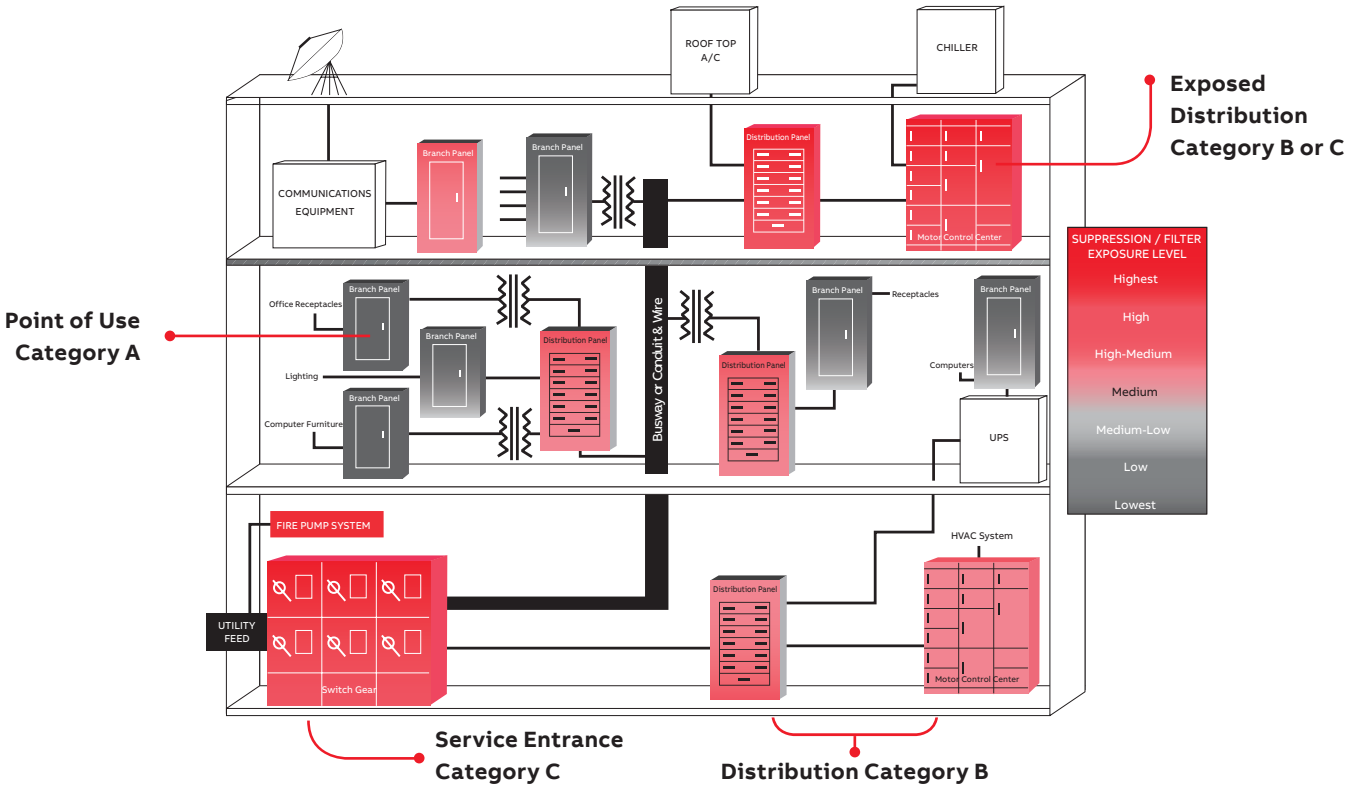 ROOF TOP
A/C
CHILLER
Exposed
Distribution
Category B or C
Branch Panel
Branch Panel
Distribution Panel
Motor Control Center
COMMUNICATIONS
EQUIPMENT
SUPPRESSION / FILTER
EXPOSURE LEVEL
Highest
High
High-Medium
Medium
Medium-Low
Low
Lowest
Point of Use
Category A
Office Receptacles
Branch Panel
Branch Panel
Lighting
Branch Panel
Computer Furniture
Distribution Panel
Busway or Conduit & Wire
Distribution Panel
Branch Panel
Receptacles
Branch Panel
Computers
UPS
FIRE PUMP SYSTEM
UTILITY
FEED
Switch Gear
Distribution Panel
HVAC System
Motor Control Center
Service Entrance
Category C
Distribution Category B